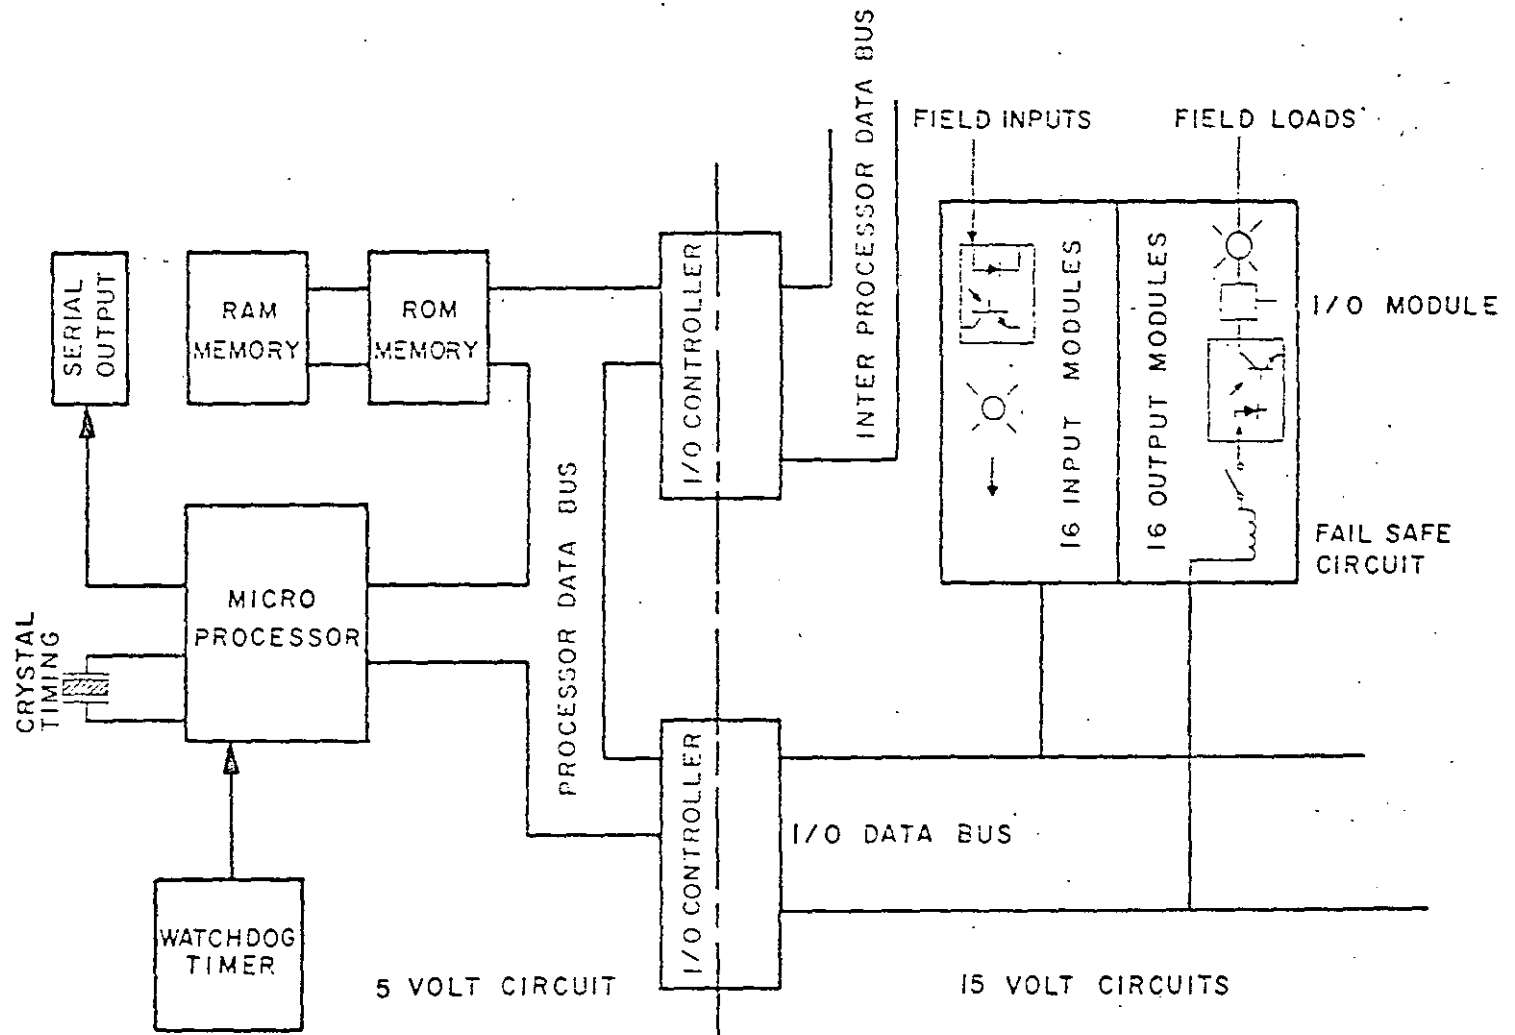 INTER PROCESSOR DATA BUS
FIELD INPUTS
FIELD LOADS
SERIAL
OUTPUT
RAM
MEMORY
ROM
MEMORY
I/O CONTROLLER
16 INPUT MODULES
16 OUTPUT MODULES
I/O MODULE
FAIL SAFE
CIRCUIT
PROCESSOR DATA BUS
MICRO
PROCESSOR
CRYSTAL
TIMING
I/O CONTROLLER
I/O DATA BUS
WATCHDOG
TIMER
5 VOLT CIRCUIT
15 VOLT CIRCUITS